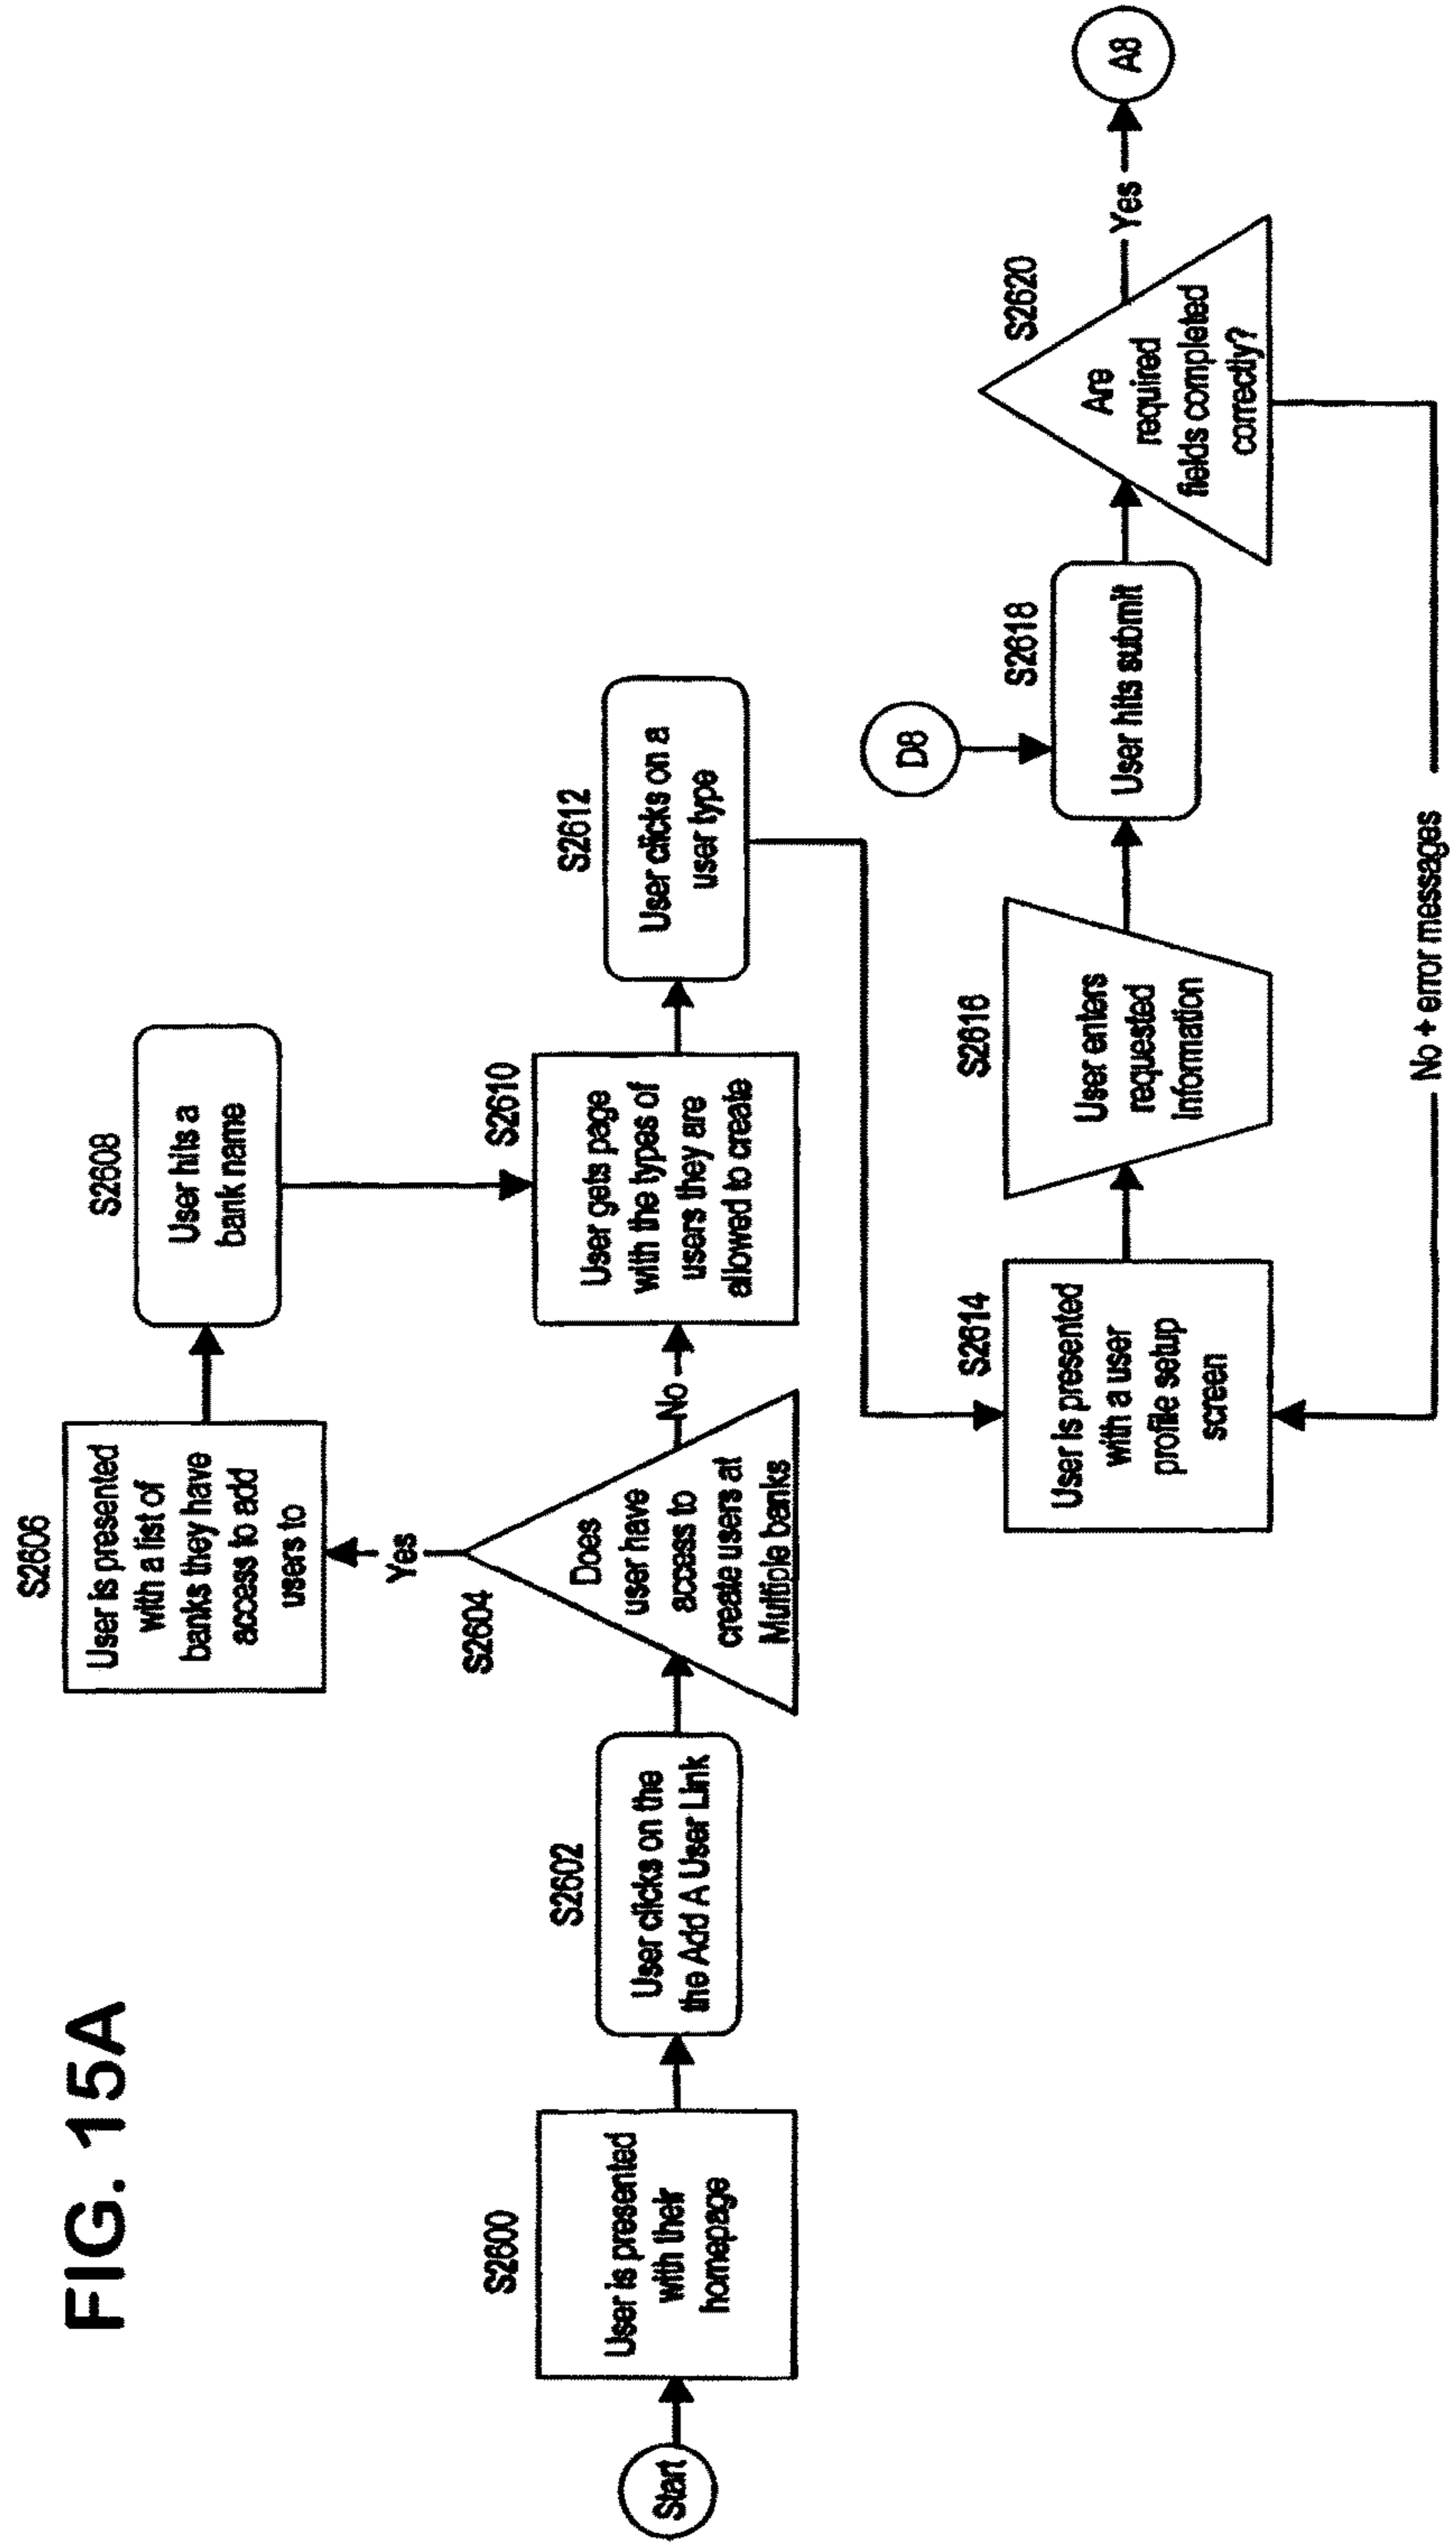 FIG. 15A
Start
S2600
User is presented
with their
homepage
S2602
User clicks on the
the Add A User Link
S2604
Does
user have
access to
create users at
Multiple banks
Yes
No
S2606
User is presented
with a list of
banks they have
access to add
users to
S2608
User hits a
bank name
S2610
User gets page
with the types of
users they are
allowed to create
S2612
User clicks on a
user type
S2614
User is presented
with a user
profile setup
screen
S2616
User enters
requested
Information
D8
S2618
User hits submit
S2620
Are
required
fields completed
correctly?
Yes
A8
No + error messages